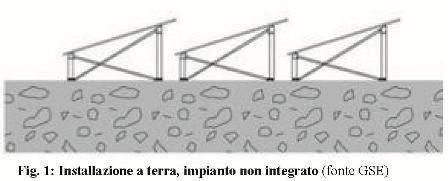 Fig. 1: Installazione a terra, impianto non integrato (fonte GSE)